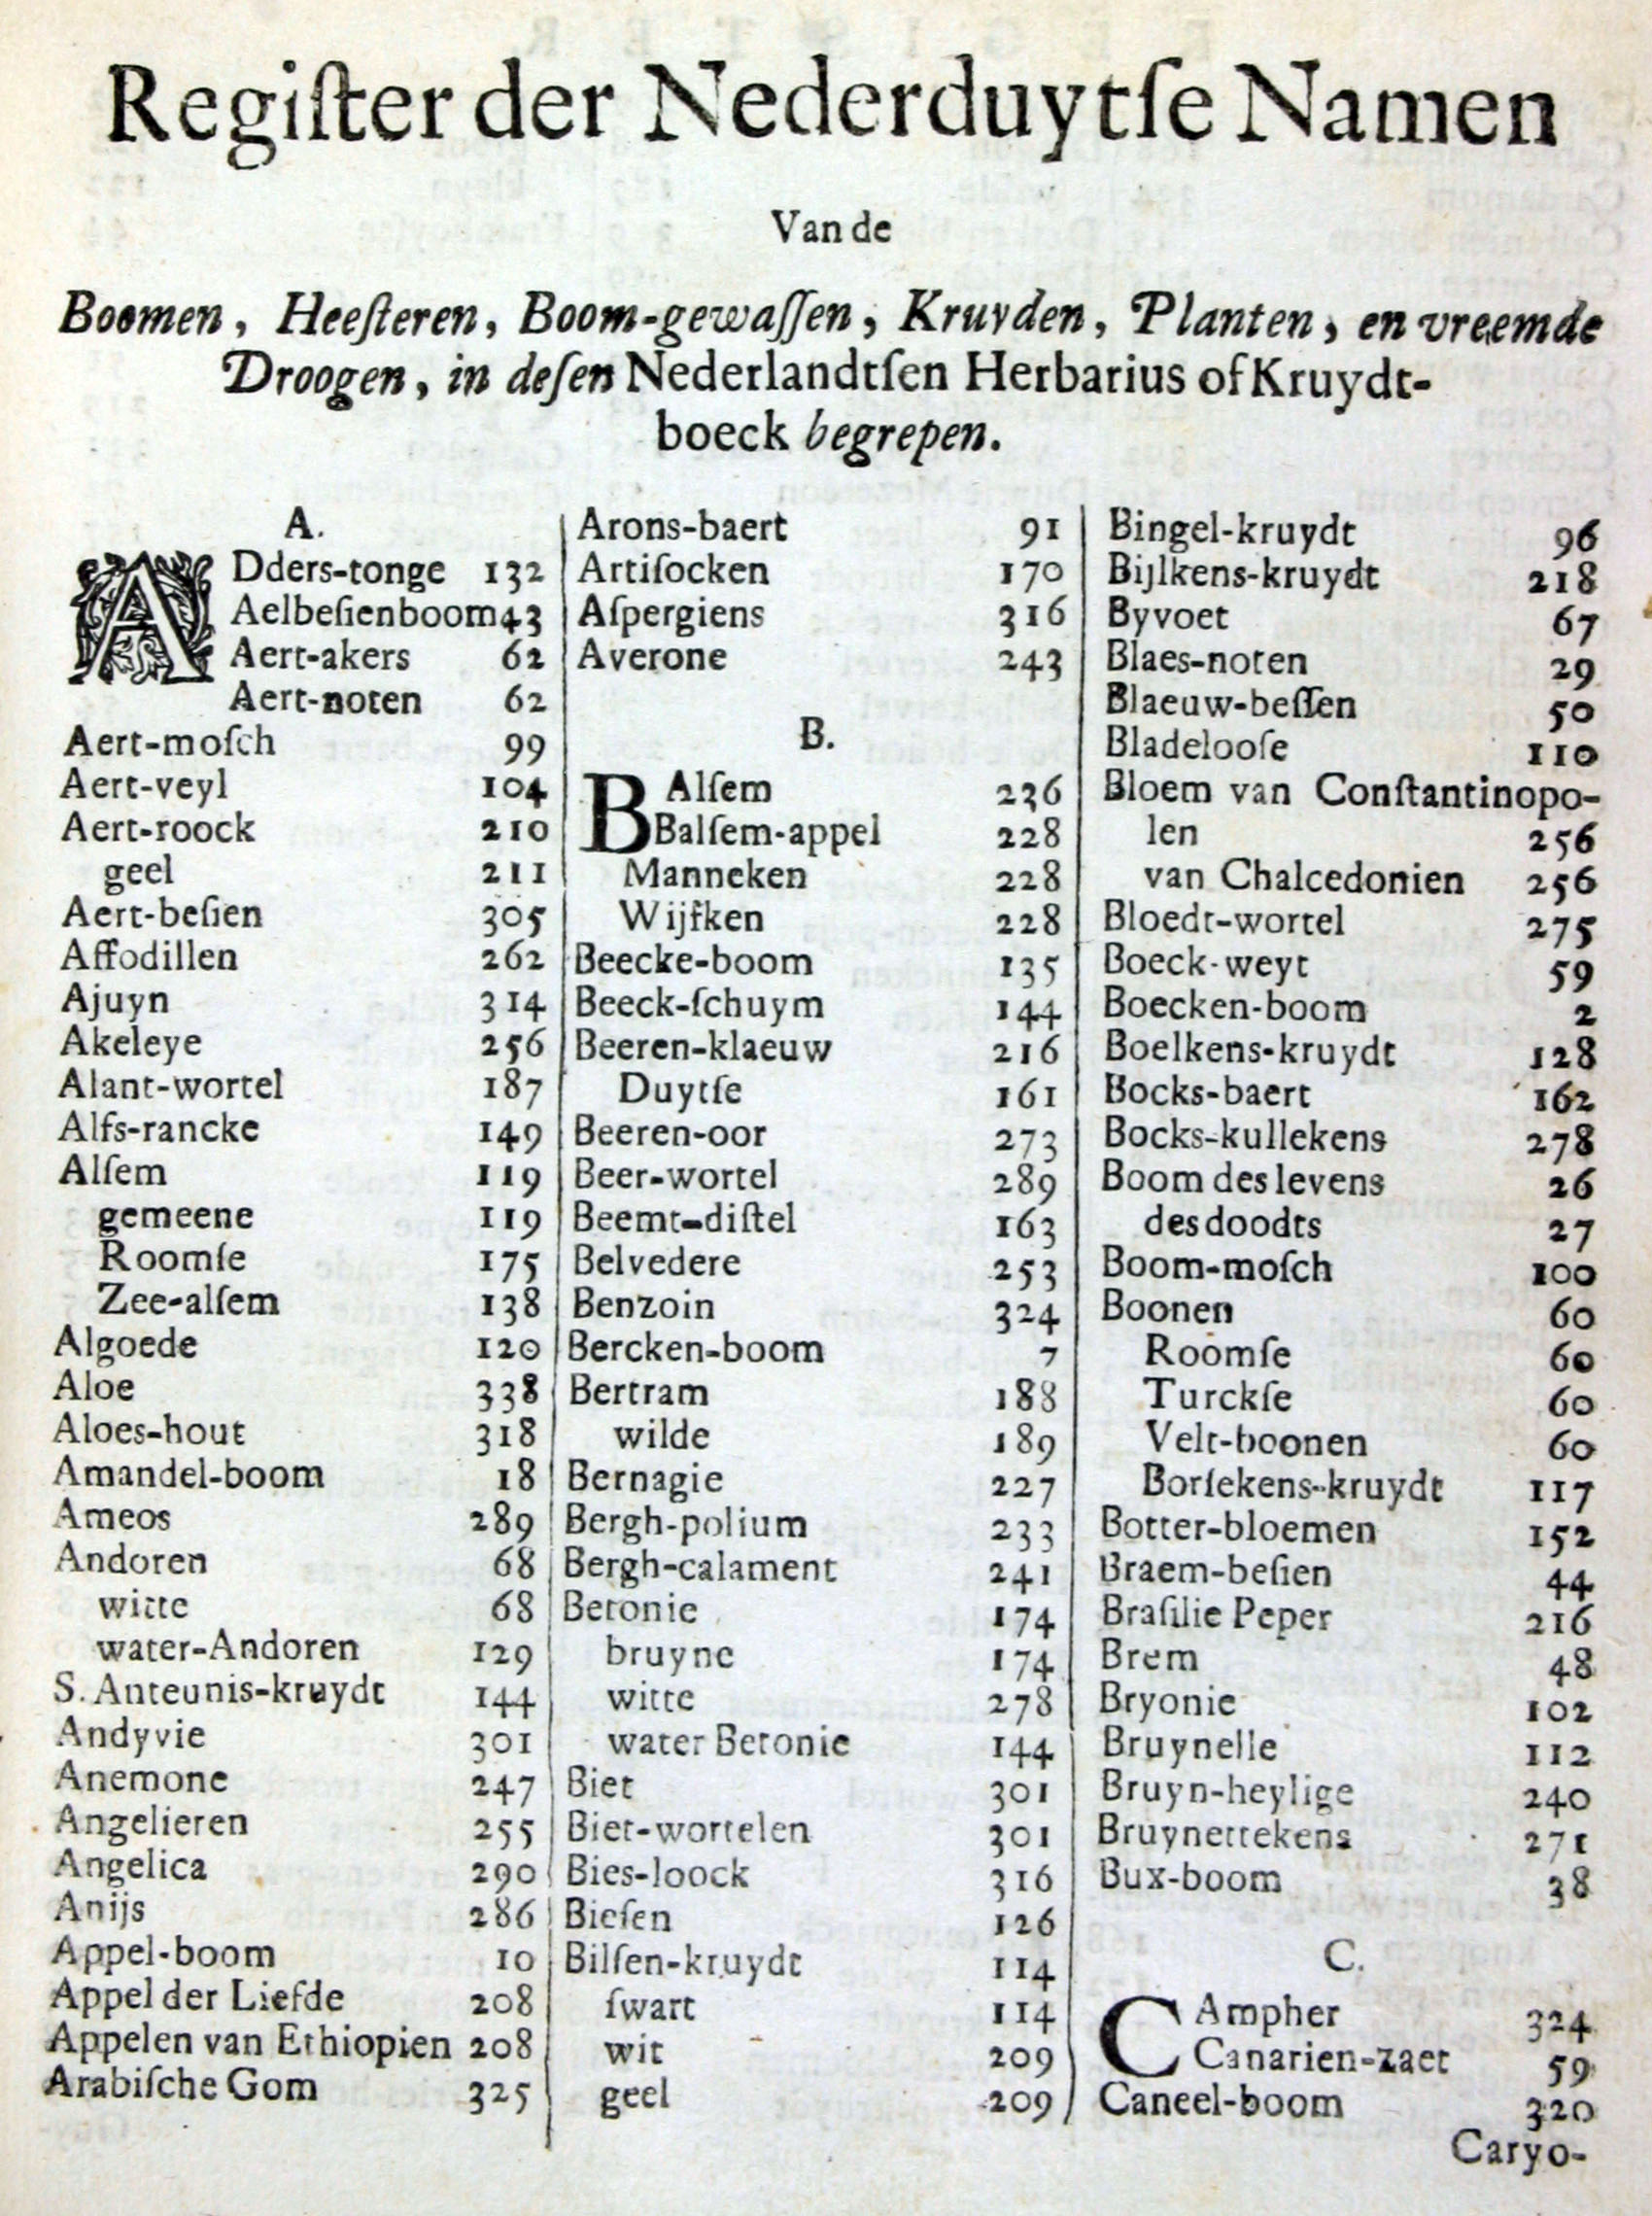 Regiſter der Nederduytſe Namen
Van de
Boomen, Heeſteren, Boom-gewaſſen, Kruyden, Planten, en vreemde
Droogen, in deſen Nederlandtſen Herbarius of Kruydt-
boeck begrepen.
A.
ADders-tonge 132
Aelbeſienboom 43
Aert-akers 62
Aert-noten 62
Aert-moſch 99
Aert-veyl 104
Aert-roock 210
geel 211
Aert-beſien 305
Affodillen 262
Ajuyn 314
Akeleye 256
Alant-wortel 187
Alfs-rancke 149
Alſem 119
gemeene 119
Roomſe 175
Zee-alſem 138
Algoede 120
Aloe 338
Aloes-hout 318
Amandel-boom 18
Ameos 289
Andoren 68
witte 68
water-Andoren 129
S. Anteunis-kruydt 144
Andyvie 301
Anemone 247
Angelieren 255
Angelica 290
Anijs 286
Appel-boom 10
Appel der Liefde 208
Appelen van Ethiopien 208
Arabiſche Gom 325
Arons-baert 91
Artiſocken 170
Aſpergiens 316
Averone 243
B.
BAlſem 236
Balſem-appel 228
Manneken 228
Wijfken 228
Beecke-boom 135
Beeck-ſchuym 144
Beeren-klaeuw 216
Duytſe 161
Beeren-oor 273
Beer-wortel 289
Beemt-diſtel 163
Belvedere 253
Benzoin 324
Bercken-boom 7
Bertram 188
wilde 189
Bernagie 227
Bergh-polium 233
Bergh-calament 241
Betonie 174
bruyne 174
witte 278
water Betonie 144
Biet 301
Biet-wortelen 301
Bies-loock 316
Bieſen 126
Bilſen-kruydt 114
ſwart 114
wit 209
geel 209
Bingel-kruydt 96
Bijlkens-kruydt 218
Byvoet 67
Blaes-noten 29
Blaeuw-beſſen 50
Bladelooſe 110
Bloem van Conſtantinopo-
len 256
van Chalcedonien 256
Bloedt-wortel 275
Boeck-weyt 59
Boecken-boom 2
Boelkens-kruydt 128
Bocks-baert 162
Bocks-kullekens 278
Boom des levens 26
des doodts 27
Boom-moſch 100
Boonen 60
Roomſe 60
Turckſe 60
Velt-boonen 60
Borſekens-kruydt 117
Botter-bloemen 152
Braem-beſien 44
Braſilie Peper 216
Brem 48
Bryonie 102
Bruynelle 112
Bruyn-heylige 240
Bruynettekens 271
Bux-boom 38
C.
CAmpher 324
Canarien-zaet 59
Caneel-boom 320
Caryo-